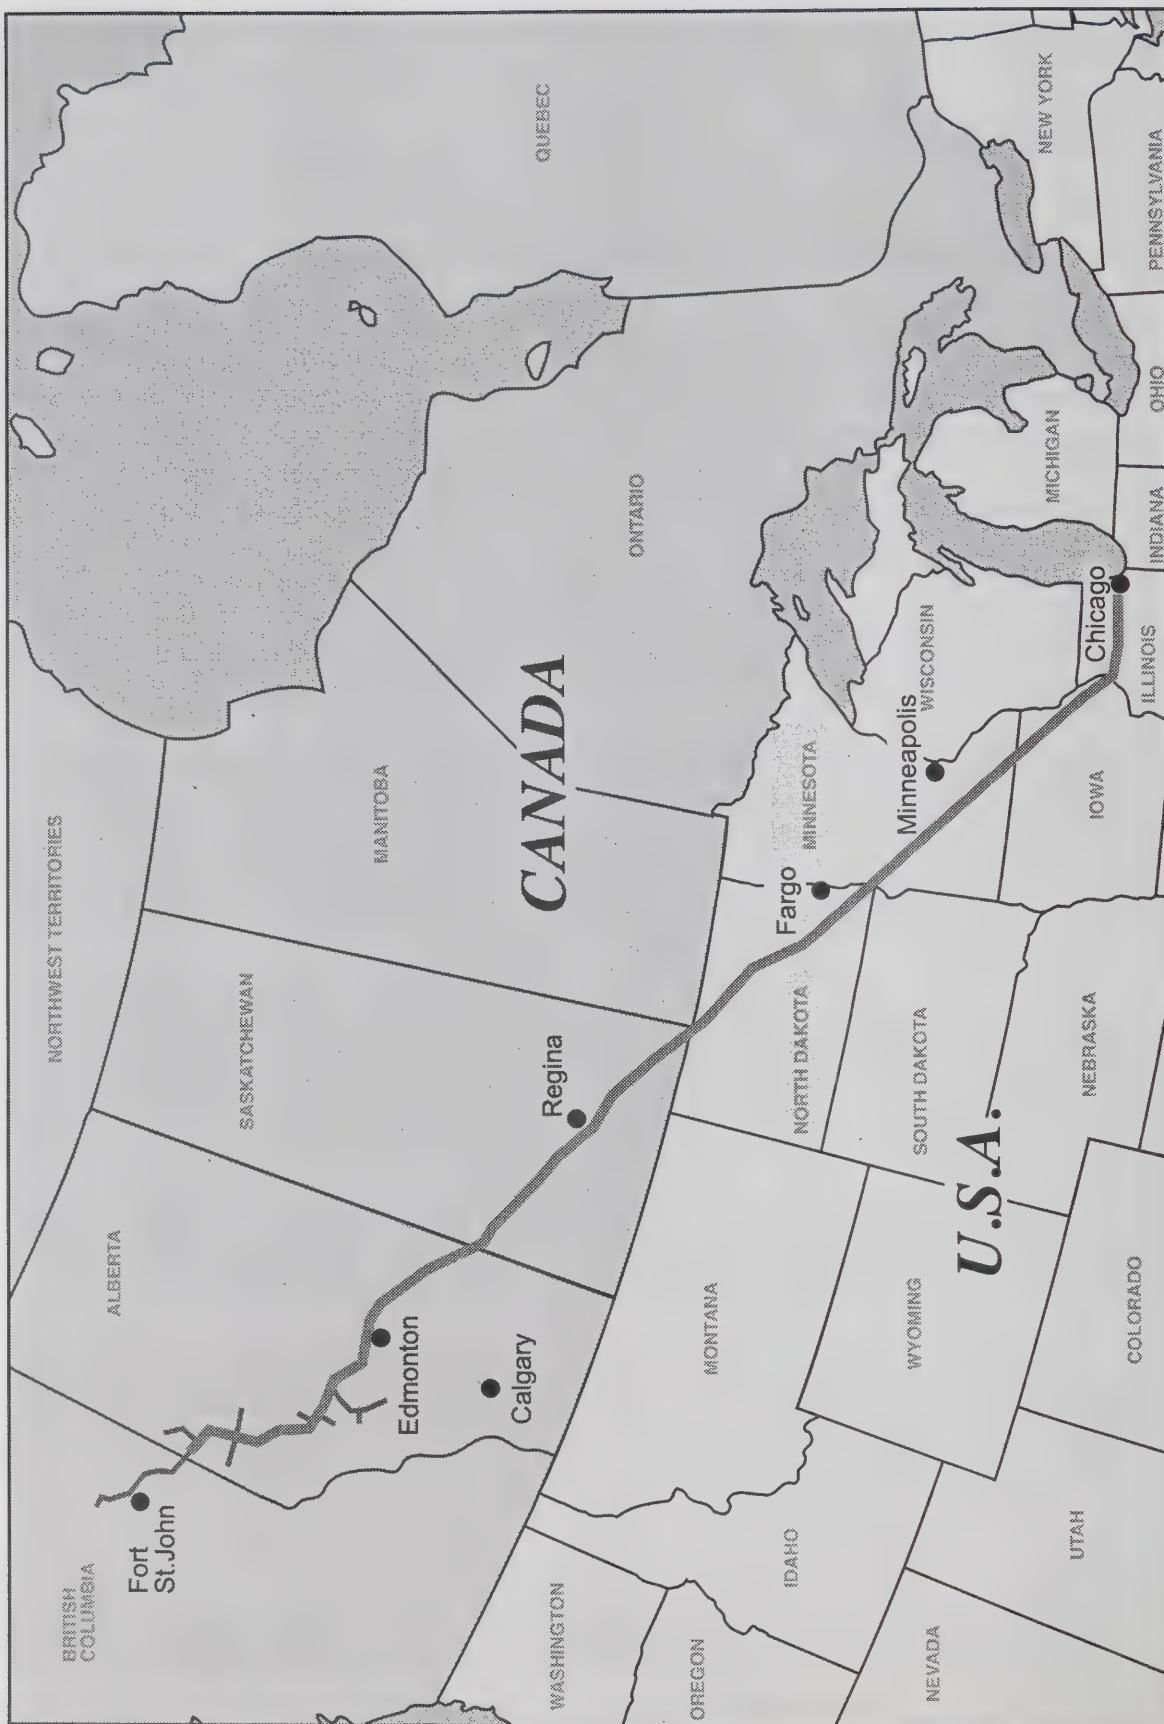 NORTHWEST TERRITORIES
BRITISH
COLUMBIA
Fort
St.John
ALBERTA
Edmonton
Calgary
SASKATCHEWAN
Regina
MANITOBA
CANADA
ONTARIO
QUEBEC
WASHINGTON
OREGON
IDAHO
NEVADA
UTAH
MONTANA
WYOMING
COLORADO
U.S.A.
NORTH DAKOTA
SOUTH DAKOTA
NEBRASKA
Fargo
MINNESOTA
Minneapolis
IOWA
WISCONSIN
Chicago
ILLINOIS
MICHIGAN
INDIANA
OHIO
NEW YORK
PENNSYLVANIA